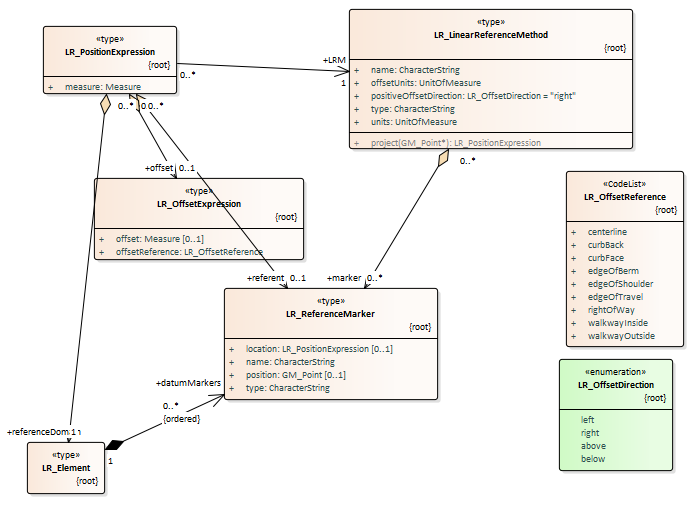 «type»
LR_PositionExpression
{root}
+ measure: Measure
0..*
+LRM
1
«type»
LR_LinearReferenceMethod
{root}
+ name: CharacterString
+ offsetUnits: UnitOfMeasure
+ positiveOffsetDirection: LR_OffsetDirection = "right"
+ type: CharacterString
+ units: UnitOfMeasure
+ project(GM_Point*): LR_PositionExpression
0..* 0..*
0..*
+offset 0..1
«type»
LR_OffsetExpression
{root}
+ offset: Measure [0..1]
+ offsetReference: LR_OffsetReference
«CodeList»
LR_OffsetReference
{root}
+ centerline
+ curbBack
+ curbFace
+ edgeOfBerm
+ edgeOfShoulder
+ edgeOfTravel
+ rightOfWay
+ walkwayInside
+ walkwayOutside
+referent 0..1
+marker 0..*
«type»
LR_ReferenceMarker
{root}
+ location: LR_PositionExpression [0..1]
+ name: CharacterString
+ position: GM_Point [0..1]
+ type: CharacterString
+datumMarkers
0..*
{ordered}
«enumeration»
LR_OffsetDirection
{root}
left
right
above
below
+referenceDom
1
«type»
LR_Element
{root}
1